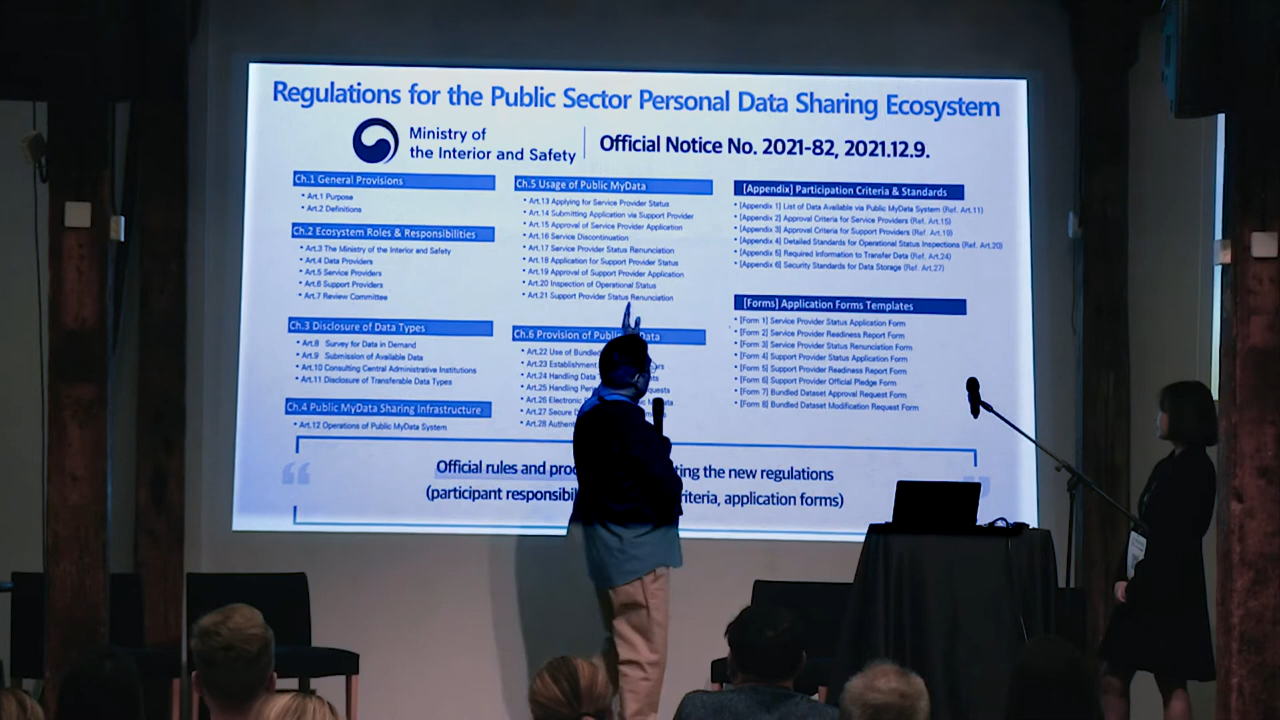 Regulations for the Public Sector Personal Data Sharing Ecosystem
Ministry of
the Interior and Safety
Official Notice No. 2021-82, 2021.12.9.
Ch.1 General Provisions
• Art.1 Purpose
• Art.2 Definitions
Ch.2 Ecosystem Roles & Responsibilities
• Art.3 The Ministry of the Interior and Safety
• Art.4 Data Providers
• Art.5 Service Providers
• Art.6 Support Providers
• Art.7 Review Committee
Ch.3 Disclosure of Data Types
• Art.8 Survey for Data in Demand
• Art.9 Submission of Available Data
• Art.10 Consulting Central Administrative Institutions
• Art.11 Disclosure of Transferable Data Types
Ch.4 Public MyData Sharing Infrastructure
• Art.12 Operations of Public MyData System
Ch.5 Usage of Public MyData
• Art.13 Applying for Service Provider Status
• Art.14 Submitting Application via Support Provider
• Art.15 Approval of Service Provider Application
• Art.16 Service Discontinuation
• Art.17 Service Provider Status Renunciation
• Art.18 Application for Support Provider Status
• Art.19 Approval of Support Provider Application
• Art.20 Inspection of Operational Status
• Art.21 Support Provider Status Renunciation
Ch.6 Provision of Public Data
• Art.22 Use of Bundled
• Art.23 Establishment
• Art.24 Handling Data
• Art.25 Handling
• Art.26 Electronic
• Art.27 Secure
• Art.28
[Appendix] Participation Criteria & Standards
• [Appendix 1] List of Data Available via Public MyData System (Ref. Art.11)
• [Appendix 2] Approval Criteria for Service Providers (Ref. Art.15)
• [Appendix 3] Approval Criteria for Support Providers (Ref. Art.19)
• [Appendix 4] Detailed Standards for Operational Status Inspections (Ref. Art.20)
• [Appendix 5] Required Information to Transfer Data (Ref. Art.24)
• [Appendix 6] Security Standards for Data Storage (Ref. Art.27)
[Forms] Application Forms Templates
• [Form 1] Service Provider Status Application Form
• [Form 2] Service Provider Readiness Report Form
• [Form 3] Service Provider Status Renunciation Form
• [Form 4] Support Provider Status Application Form
• [Form 5] Support Provider Readiness Report Form
• [Form 6] Support Provider Official Pledge Form
• [Form 7] Bundled Dataset Approval Request Form
• [Form 8] Bundled Dataset Modification Request Form
“ Official rules and the new regulations
(participant criteria, application forms) ”